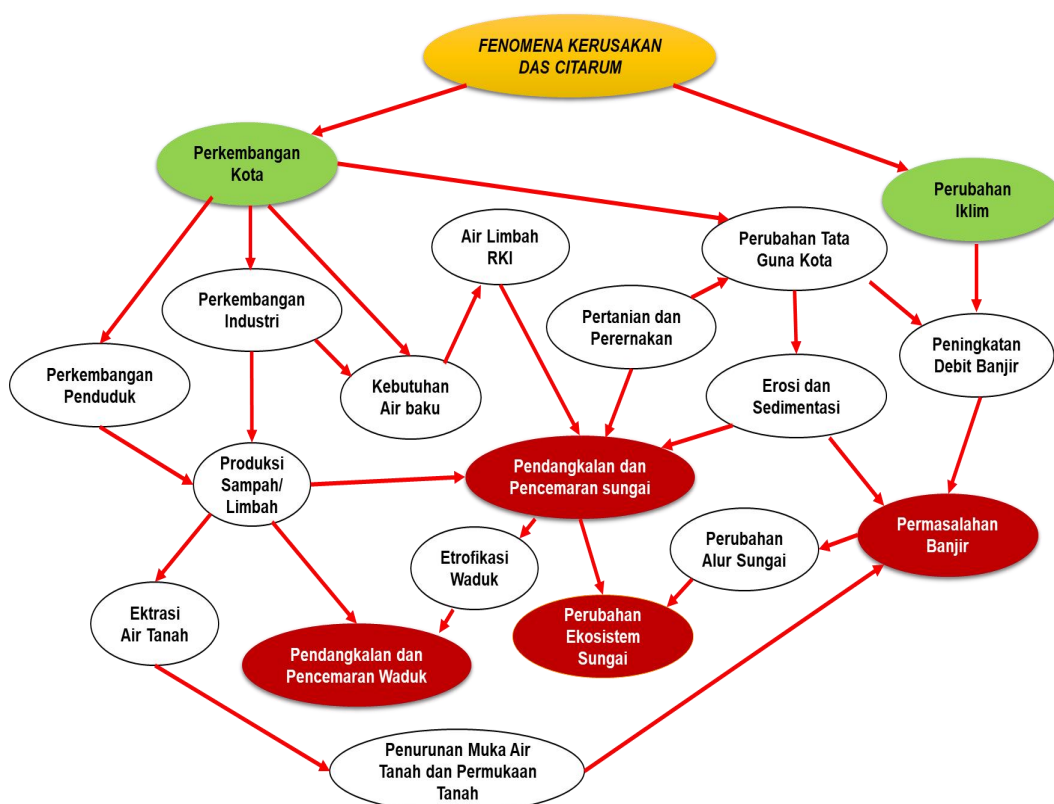 FENOMENA KERUSAKAN
DAS CITARUM
Perkembangan
Kota
Perubahan
Iklim
Air Limbah
RKI
Perubahan Tata
Guna Kota
Perkembangan
Industri
Pertanian dan
Perernakan
Peningkatan
Debit Banjir
Perkembangan
Penduduk
Kebutuhan
Air baku
Erosi dan
Sedimentasi
Produksi
Sampah/
Limbah
Pendangkalan dan
Pencemaran sungai
Permasalahan
Banjir
Perubahan
Alur Sungai
Etrofikasi
Waduk
Ektrasi
Air Tanah
Perubahan
Ekosistem
Sungai
Pendangkalan dan
Pencemaran Waduk
Penurunan Muka Air
Tanah dan Permukaan
Tanah